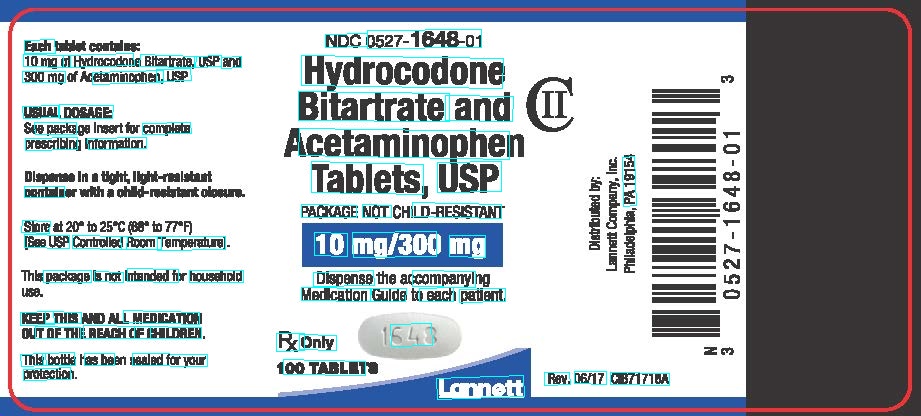 Each tablet contains:
10 mg of Hydrocodone Bitartrate, USP and
300 mg of Acetaminophen, USP
USUAL DOSAGE:
See package insert for complete
prescribing information.
Dispense in a tight, light-resistant
container with a child-resistant closure.
Store at 20° to 25°C (68° to 77°F)
[See USP Controlled Room Temperature].
This package is not intended for household
use.
KEEP THIS AND ALL MEDICATION
OUT OF THE REACH OF CHILDREN.
This bottle has been sealed for your
protection.
NDC 0527-1648-01
Hydrocodone
Bitartrate and
Acetaminophen
Tablets, USP
CII
PACKAGE NOT CHILD-RESISTANT
10 mg/300 mg
Dispense the accompanying
Medication Guide to each patient.
Rx Only
1648
100 TABLETS
Lannett
Distributed by:
Lannett Company, Inc.
Philadelphia, PA 19154
N 3 0527-1648-01 3
Rev. 06/17 CIB71718A